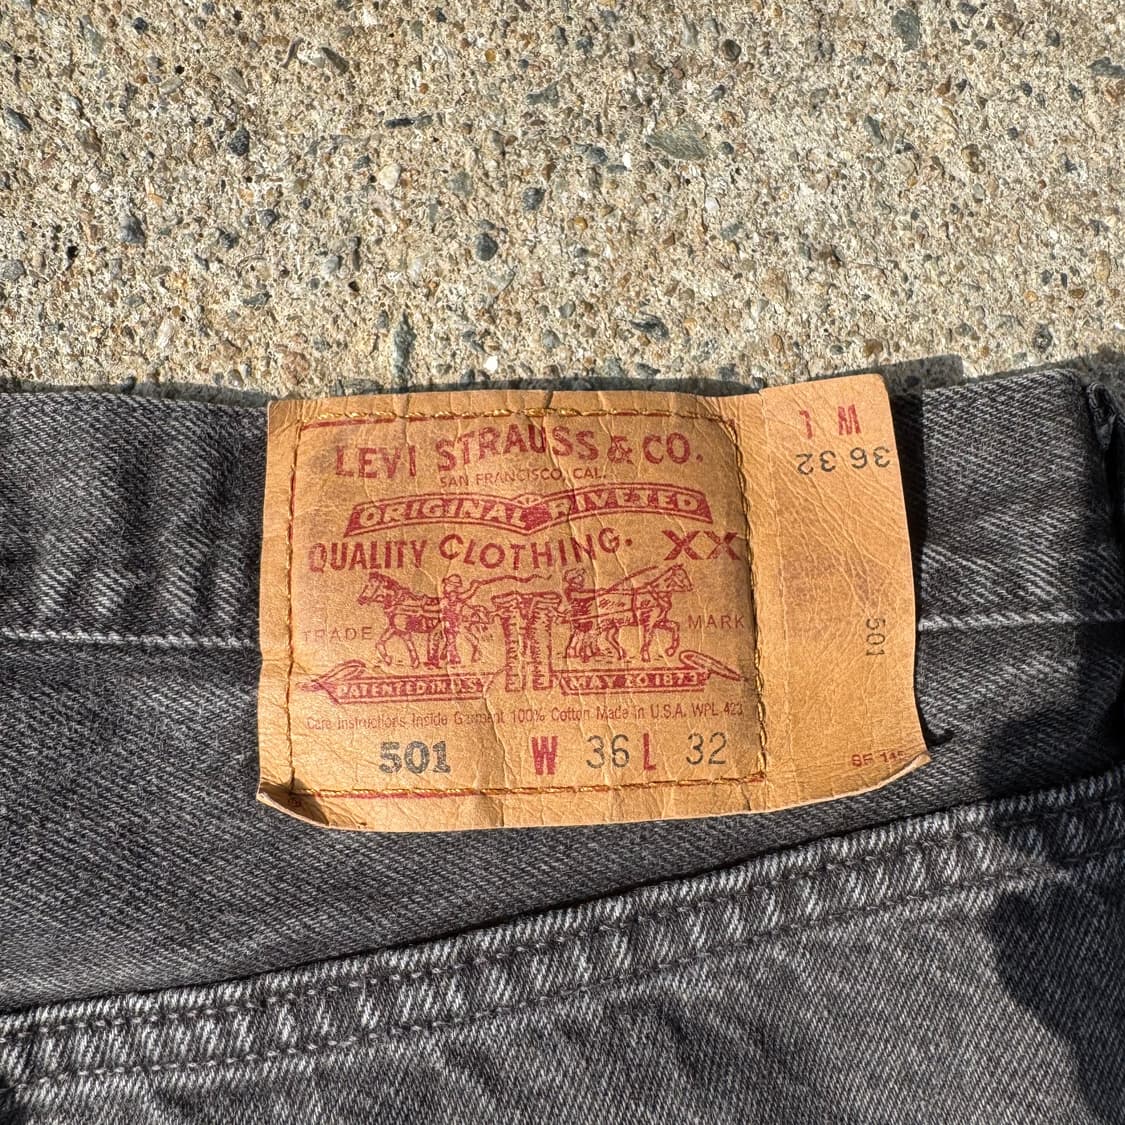 LEVI STRAUSS & CO.
SAN FRANCISCO, CAL.
ORIGINAL RIVETED
QUALITY CLOTHING. XX
TRADE MARK
PATENTED IN U.S. MAY 20 1873
Care Instructions Inside Garment 100% Cotton Made in U.S.A. WPL 423
501 W 36 L 32
W L
36 32
501